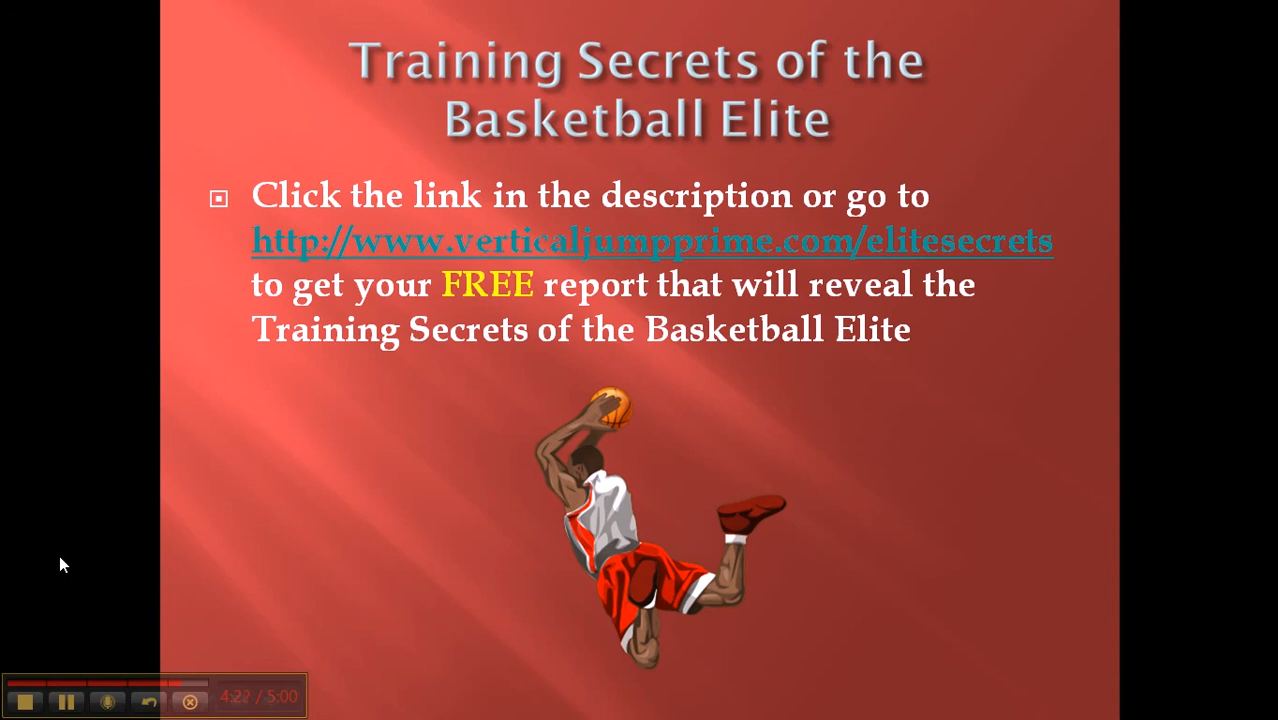 Training Secrets of the
Basketball Elite
Click the link in the description or go to
http://www.verticaljumpprime.com/elitesecrets
to get your FREE report that will reveal the
Training Secrets of the Basketball Elite
4:22 / 5:00